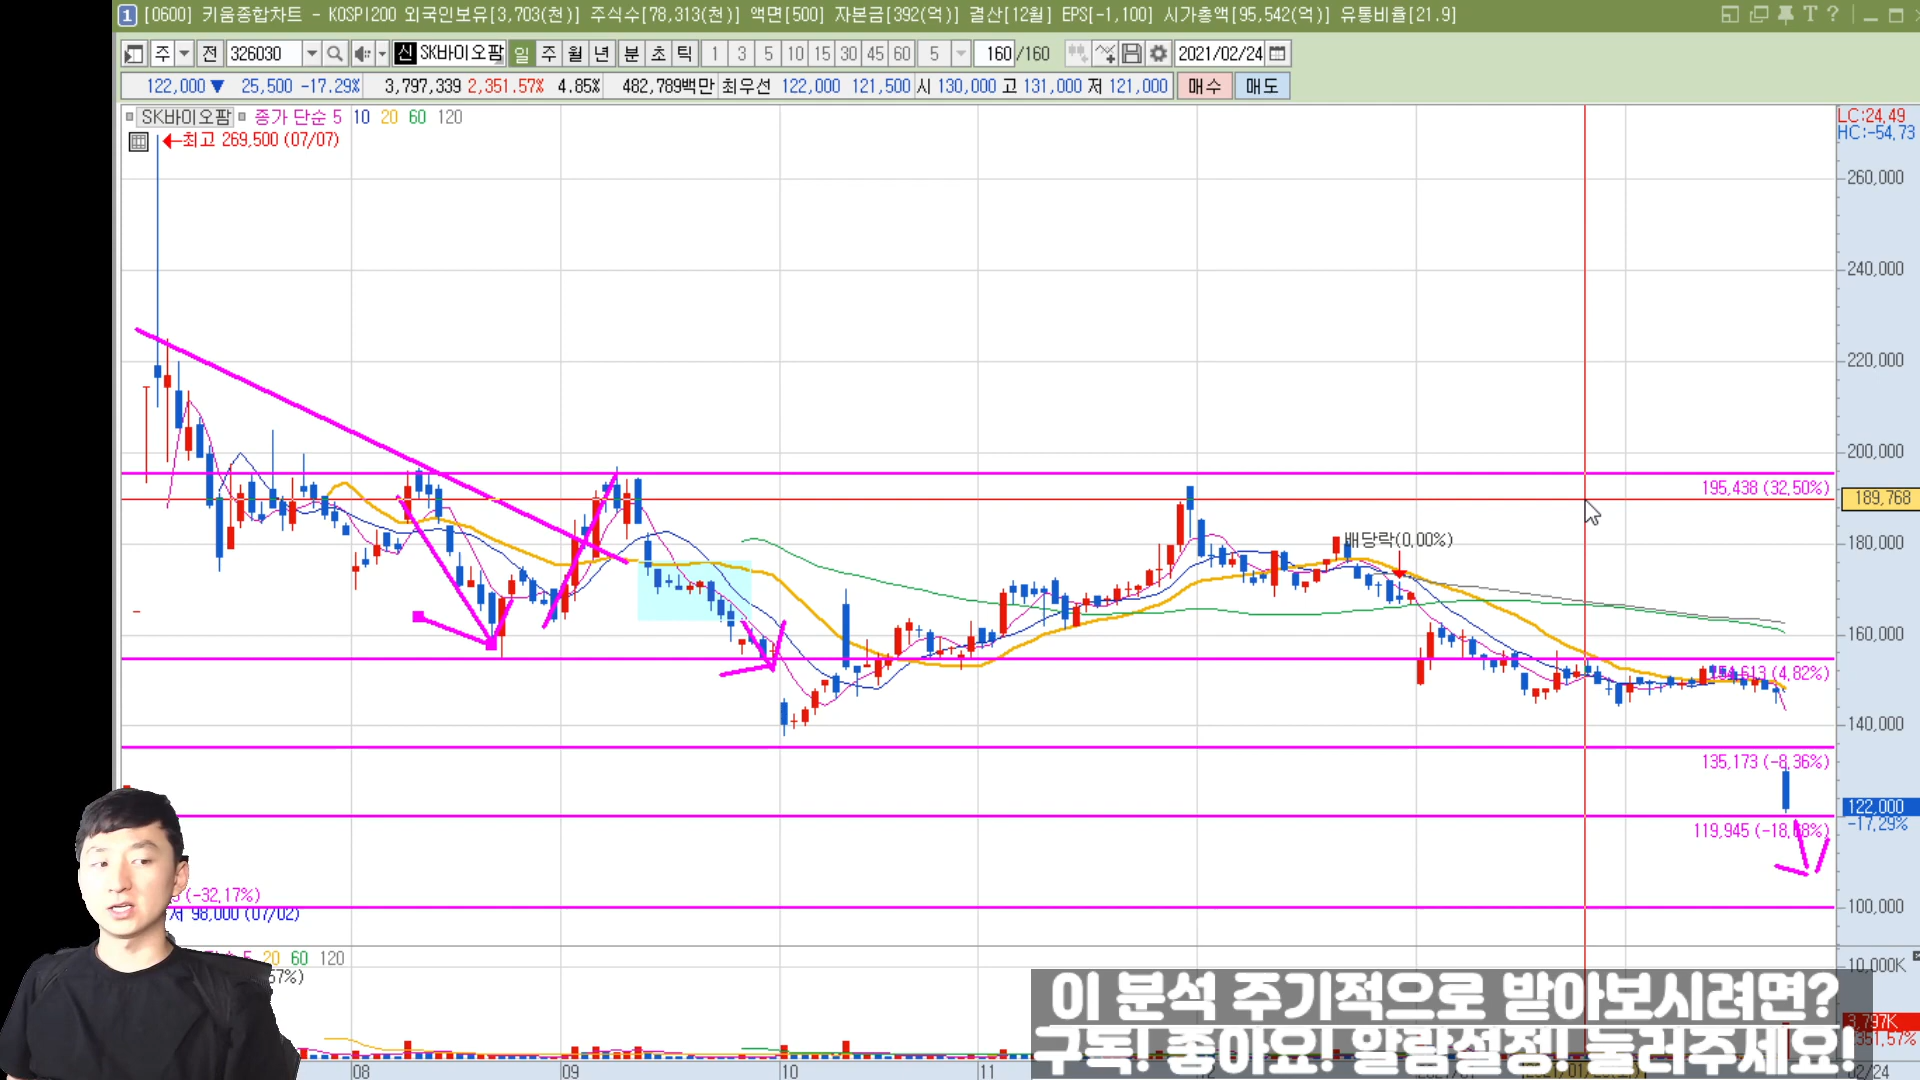 1 [0600] 키움종합차트 - KOSPI200 외국인보유[3,703(천)] 주식수[78,313(천)] 액면[500] 자본금[392(억)] 결산[12월] EPS[-1,100] 시가총액[95,542(억)] 유통비율[21.9]
주 전 326030 신 SK바이오팜 일 주 월 년 분 초 틱 1 3 5 10 15 30 45 60 5 160 /160 2021/02/24
122,000 ▼ 25,500 -17.29% 3,797,339 2,351.57% 4.85% 482,789백만 최우선 122,000 121,500 시 130,000 고 131,000 저 121,000 매수 매도
SK바이오팜 종가 단순 5 10 20 60 120
LC:24.49
HC:-54.73
최고 269,500 (07/07)
260,000
240,000
220,000
200,000
195,438 (32.50%)
189,768
180,000
배당락(0.00%)
160,000
154,613 (4.82%)
140,000
135,173 (-8.36%)
122,000
-17.29%
119,945 (-18.68%)
(-32.17%)
저 98,000 (07/02)
100,000
5 20 60 120
10,000K
이 분석 주기적으로 받아보시려면?
3,797K
구독! 좋아요! 알람설정! 눌러주세요!
08 09 10 11